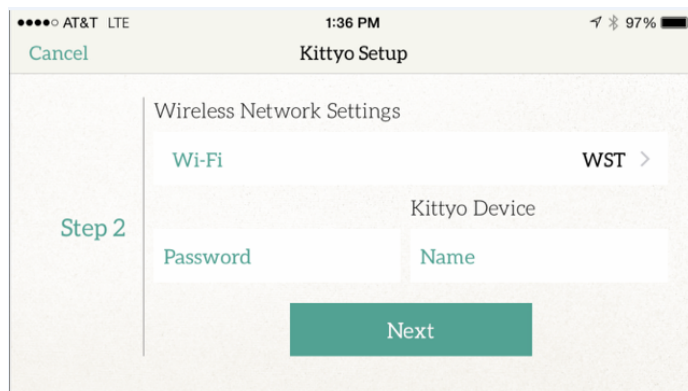 AT&T LTE 1:36 PM 97%
Cancel Kittyo Setup
Wireless Network Settings
Wi-Fi WST
Step 2
Kittyo Device
Password Name
Next